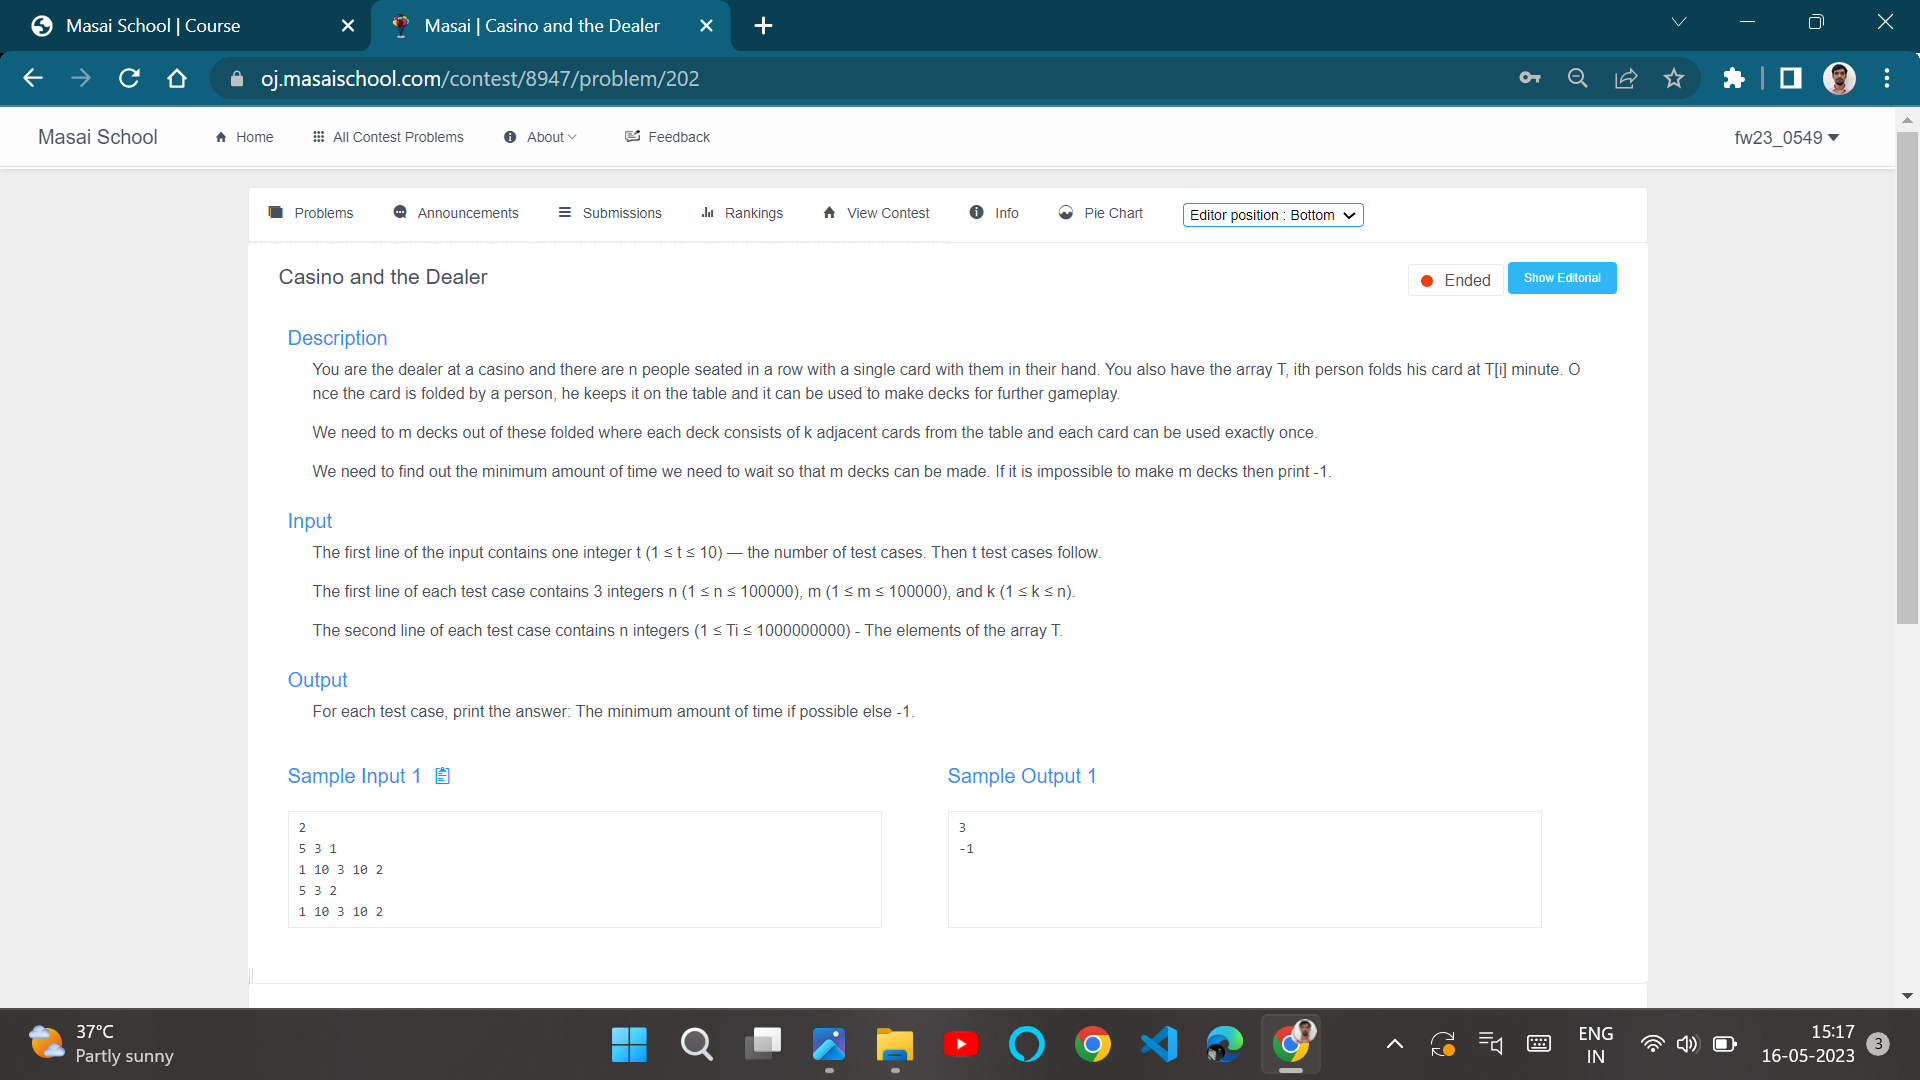 Masai School | Course
Masai | Casino and the Dealer
oj.masaischool.com/contest/8947/problem/202
Masai School
Home
All Contest Problems
About
Feedback
fw23_0549
Problems
Announcements
Submissions
Rankings
View Contest
Info
Pie Chart
Editor position : Bottom
Casino and the Dealer
Ended
Show Editorial
Description
You are the dealer at a casino and there are n people seated in a row with a single card with them in their hand. You also have the array T, ith person folds his card at T[i] minute. O
nce the card is folded by a person, he keeps it on the table and it can be used to make decks for further gameplay.
We need to m decks out of these folded where each deck consists of k adjacent cards from the table and each card can be used exactly once.
We need to find out the minimum amount of time we need to wait so that m decks can be made. If it is impossible to make m decks then print -1.
Input
The first line of the input contains one integer t (1 ≤ t ≤ 10) — the number of test cases. Then t test cases follow.
The first line of each test case contains 3 integers n (1 ≤ n ≤ 100000), m (1 ≤ m ≤ 100000), and k (1 ≤ k ≤ n).
The second line of each test case contains n integers (1 ≤ Ti ≤ 1000000000) - The elements of the array T.
Output
For each test case, print the answer: The minimum amount of time if possible else -1.
Sample Input 1
Sample Output 1
2
5 3 1
1 10 3 10 2
5 3 2
1 10 3 10 2
3
-1
37°C
Partly sunny
ENG
IN
15:17
16-05-2023
3